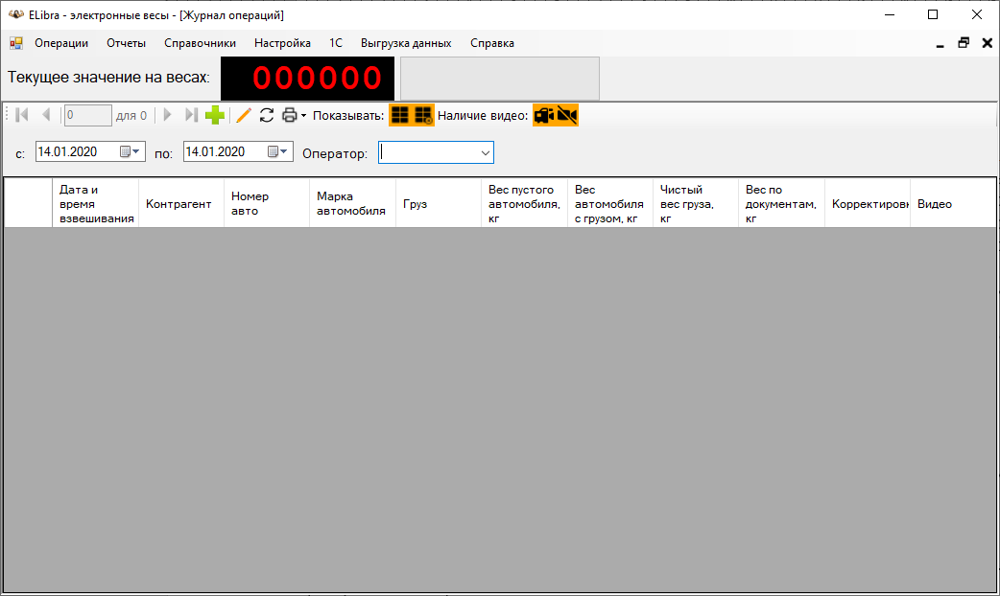 ELibra - электронные весы - [Журнал операций]
Операции Отчеты Справочники Настройка 1С Выгрузка данных Справка
Текущее значение на весах: 000000
0 для 0 Показывать: Наличие видео:
с: 14.01.2020 по: 14.01.2020 Оператор:
Дата и
время
взвешивания
Контрагент
Номер
авто
Марка
автомобиля
Груз
Вес пустого
автомобиля,
кг
Вес
автомобиля
с грузом, кг
Чистый
вес груза,
кг
Вес по
документам,
кг
Корректировк
Видео